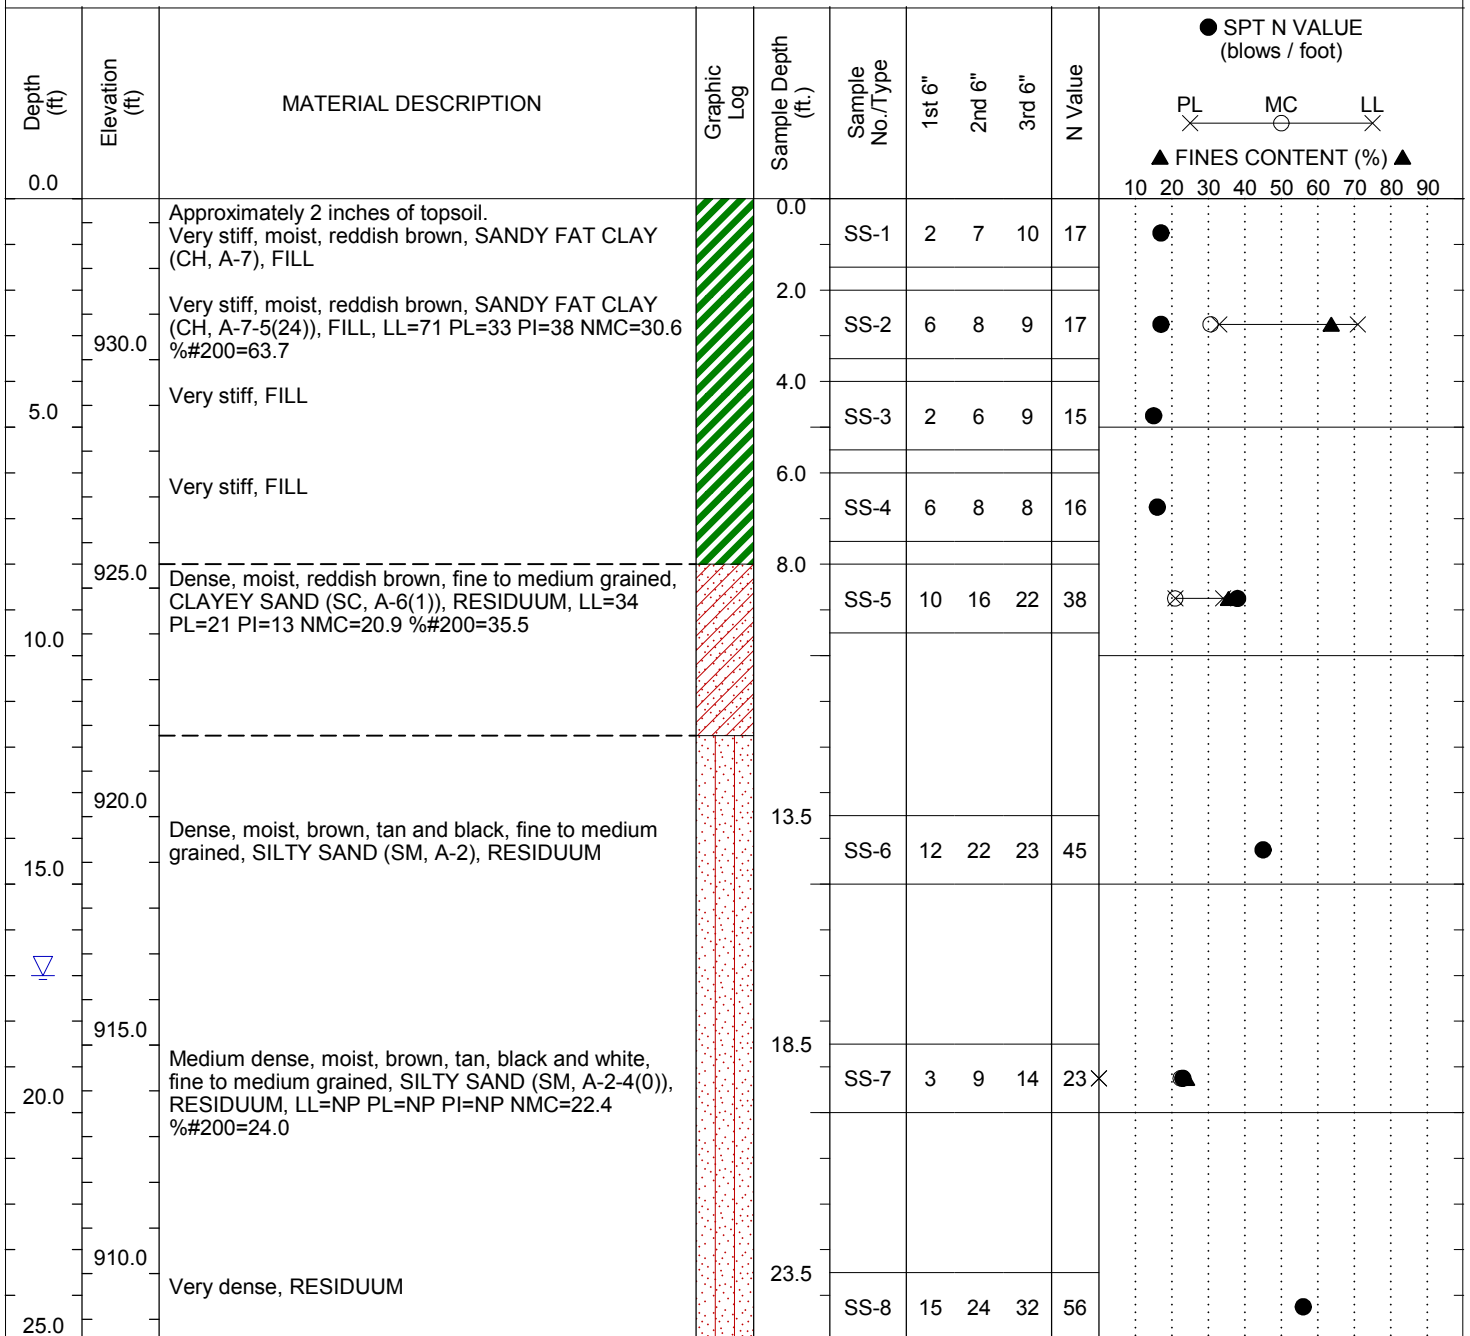 Depth (ft)
Elevation (ft)
MATERIAL DESCRIPTION
Graphic Log
Sample Depth (ft.)
Sample No./Type
1st 6"
2nd 6"
3rd 6"
N Value
● SPT N VALUE
(blows / foot)
PL MC LL
▲ FINES CONTENT (%) ▲
10 20 30 40 50 60 70 80 90
0.0
0.0
Approximately 2 inches of topsoil.
Very stiff, moist, reddish brown, SANDY FAT CLAY
(CH, A-7), FILL
SS-1 2 7 10 17
2.0
Very stiff, moist, reddish brown, SANDY FAT CLAY
(CH, A-7-5(24)), FILL, LL=71 PL=33 PI=38 NMC=30.6
%#200=63.7
SS-2 6 8 9 17
930.0
4.0
Very stiff, FILL
5.0
SS-3 2 6 9 15
6.0
Very stiff, FILL
SS-4 6 8 8 16
8.0
925.0
Dense, moist, reddish brown, fine to medium grained,
CLAYEY SAND (SC, A-6(1)), RESIDUUM, LL=34
PL=21 PI=13 NMC=20.9 %#200=35.5
SS-5 10 16 22 38
10.0
920.0
13.5
Dense, moist, brown, tan and black, fine to medium
grained, SILTY SAND (SM, A-2), RESIDUUM
SS-6 12 22 23 45
15.0
915.0
18.5
Medium dense, moist, brown, tan, black and white,
fine to medium grained, SILTY SAND (SM, A-2-4(0)),
RESIDUUM, LL=NP PL=NP PI=NP NMC=22.4
%#200=24.0
SS-7 3 9 14 23
20.0
910.0
23.5
Very dense, RESIDUUM
SS-8 15 24 32 56
25.0